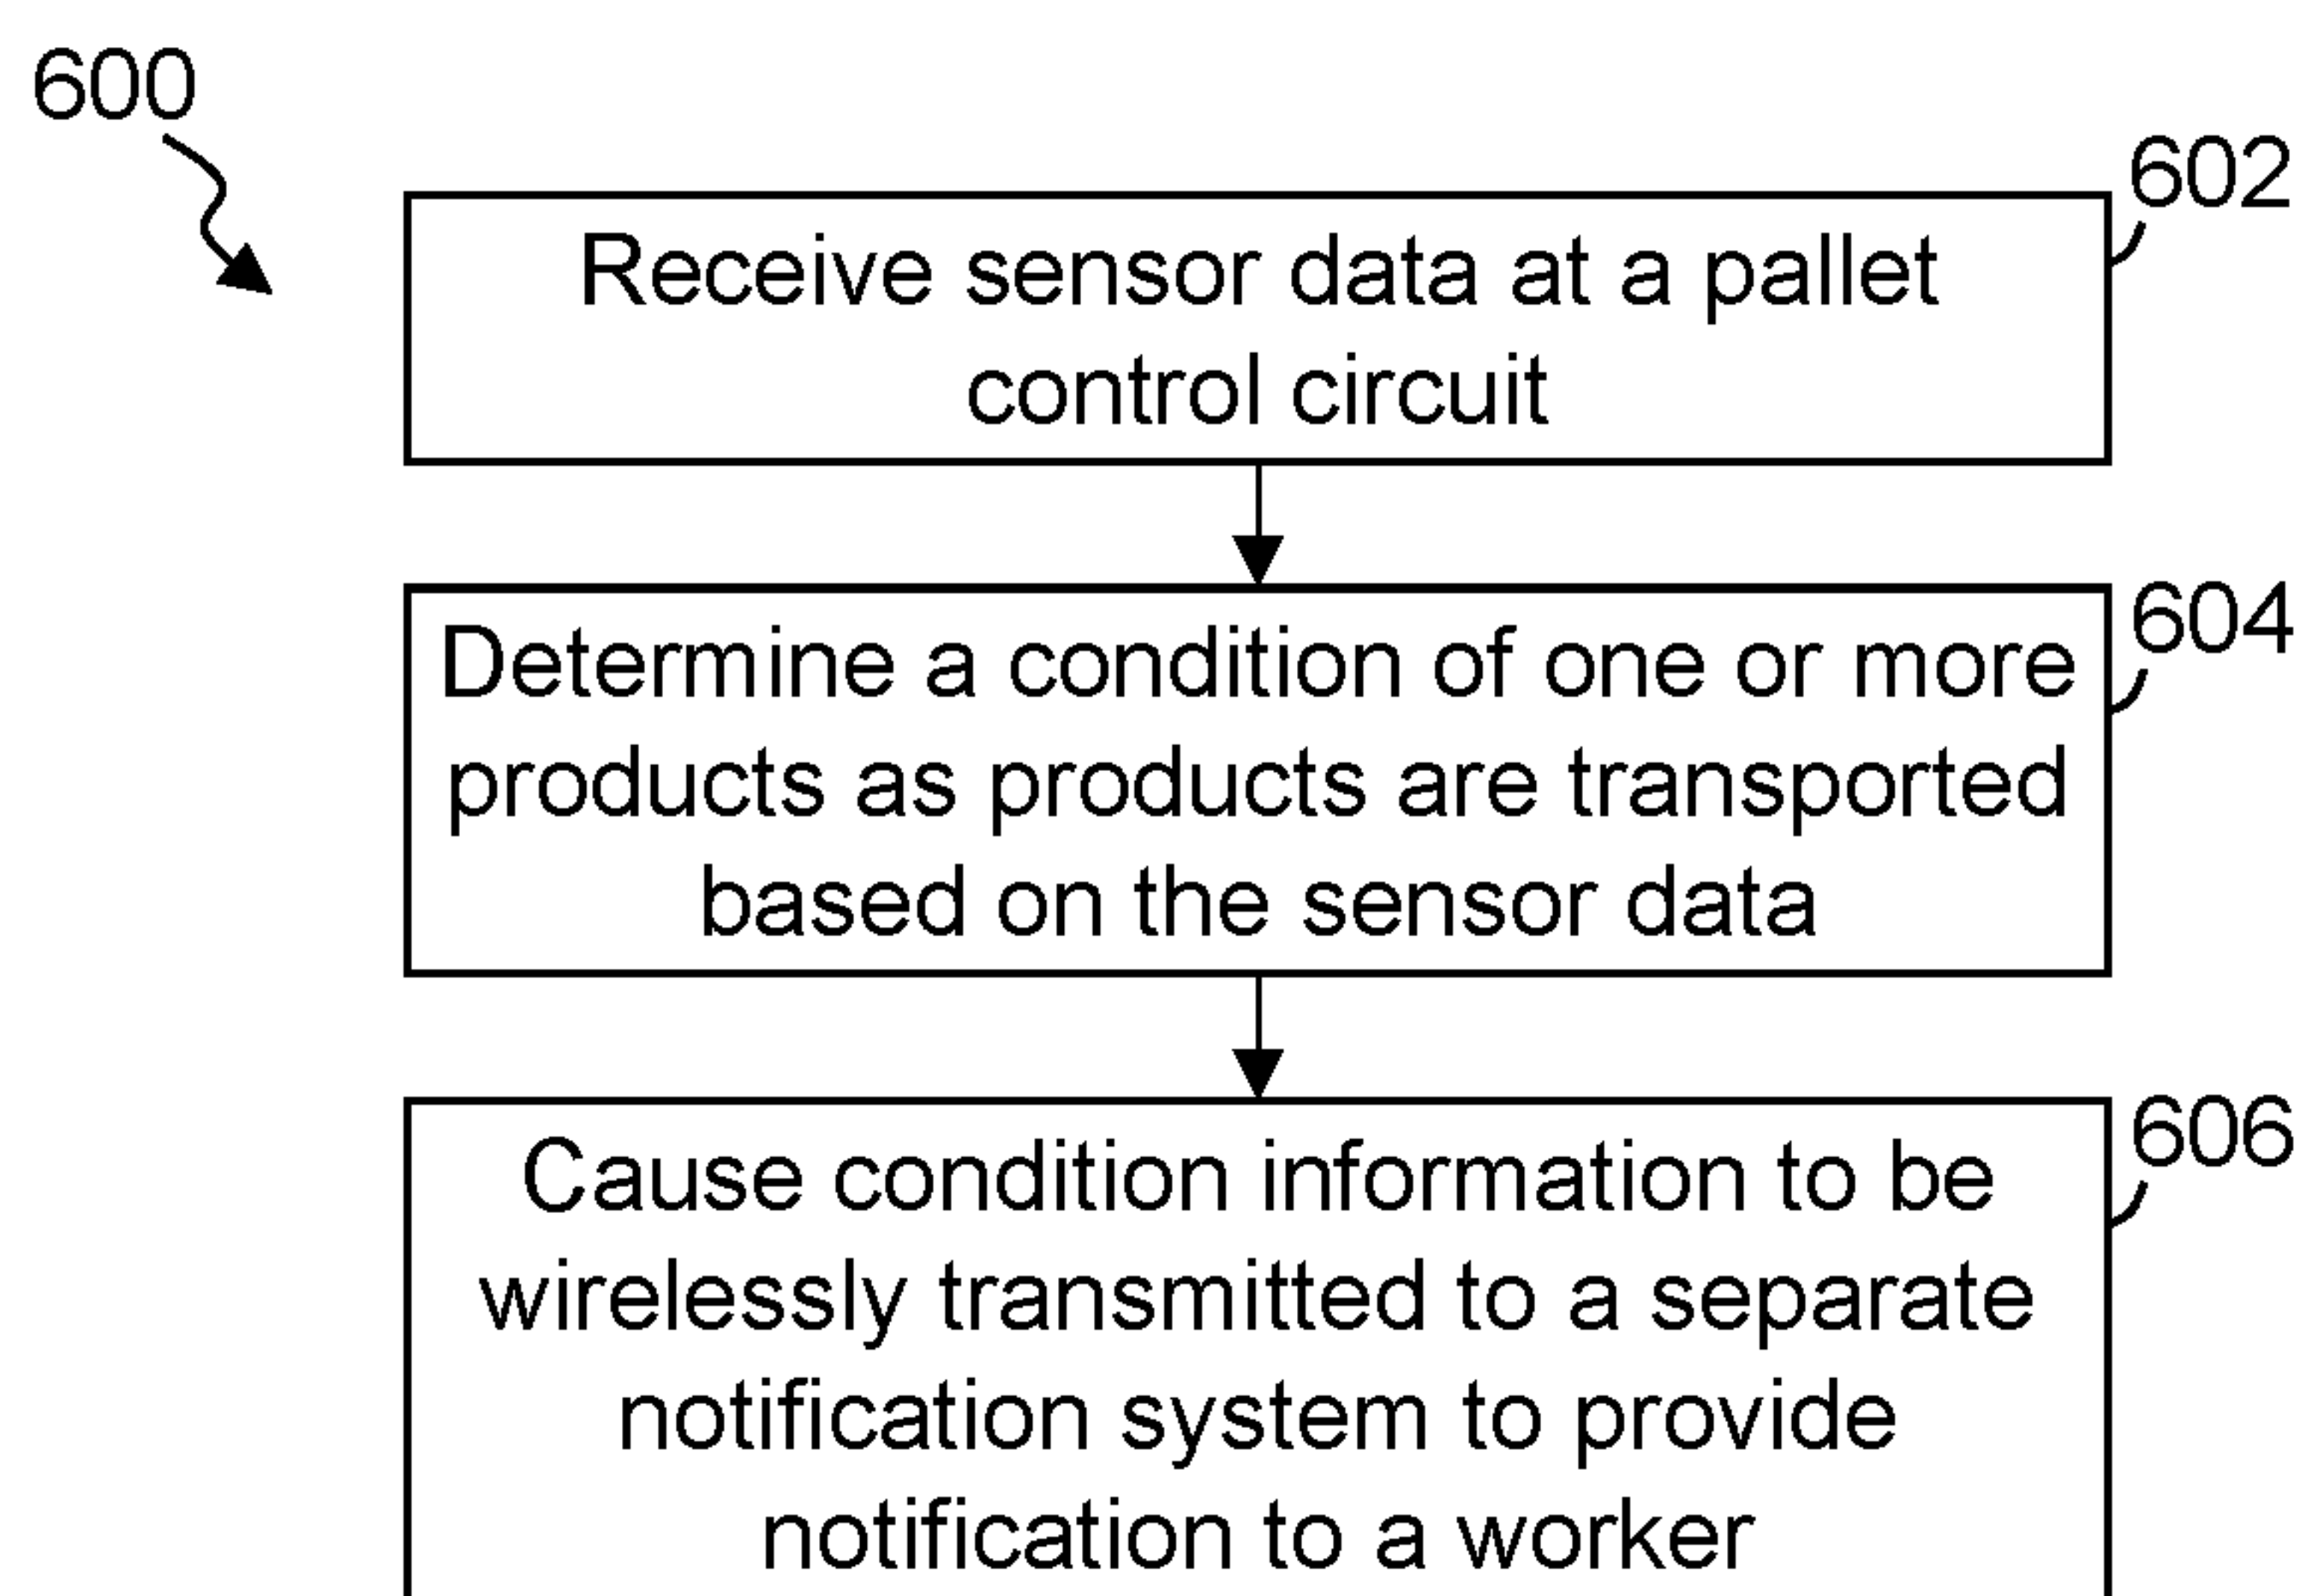 600
602
Receive sensor data at a pallet
control circuit
604
Determine a condition of one or more
products as products are transported
based on the sensor data
606
Cause condition information to be
wirelessly transmitted to a separate
notification system to provide
notification to a worker